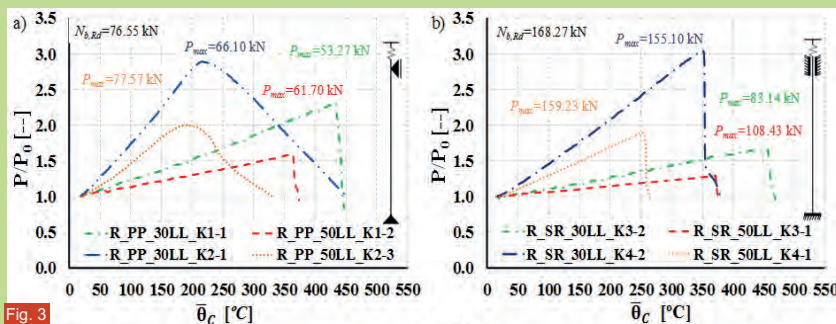 a)
N_b,Rd=76.55 kN
P_max=66.10 kN
P_max=53.27 kN
P_max=77.57 kN
P_max=61.70 kN
P/P0 [--]
3.5
3.0
2.5
2.0
1.5
1.0
0.5
0.0
R_PP_30LL_K1-1
R_PP_50LL_K1-2
R_PP_30LL_K2-1
R_PP_50LL_K2-3
0 50 100 150 200 250 300 350 400 450 500 550
θ̄C [ºC]
b)
N_b,Rd=168.27 kN
P_max=155.10 kN
P_max=159.23 kN
P_max=83.14 kN
P_max=108.43 kN
P/P0 [--]
3.5
3.0
2.5
2.0
1.5
1.0
0.5
0.0
R_SR_30LL_K3-2
R_SR_50LL_K3-1
R_SR_30LL_K4-2
R_SR_50LL_K4-1
0 50 100 150 200 250 300 350 400 450 500 550
θ̄C [ºC]
Fig. 3